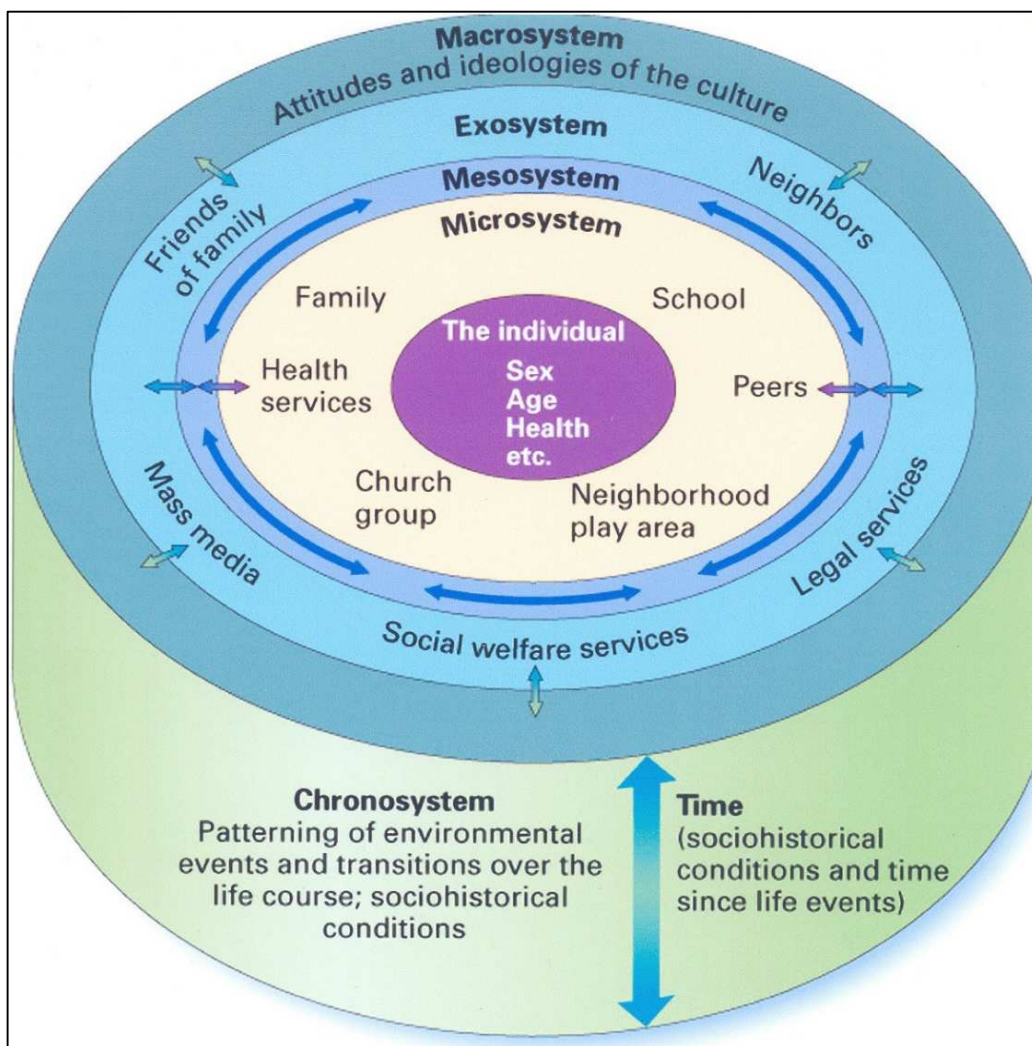 Macrosystem
Attitudes and ideologies of the culture
Exosystem
Mesosystem
Microsystem
Friends
of family
Neighbors
Family
School
The individual
Sex
Age
Health
etc.
Health
services
Peers
Church
group
Neighborhood
play area
Mass media
Legal services
Social welfare services
Chronosystem
Patterning of environmental
events and transitions over the
life course; sociohistorical
conditions
Time
(sociohistorical
conditions and time
since life events)